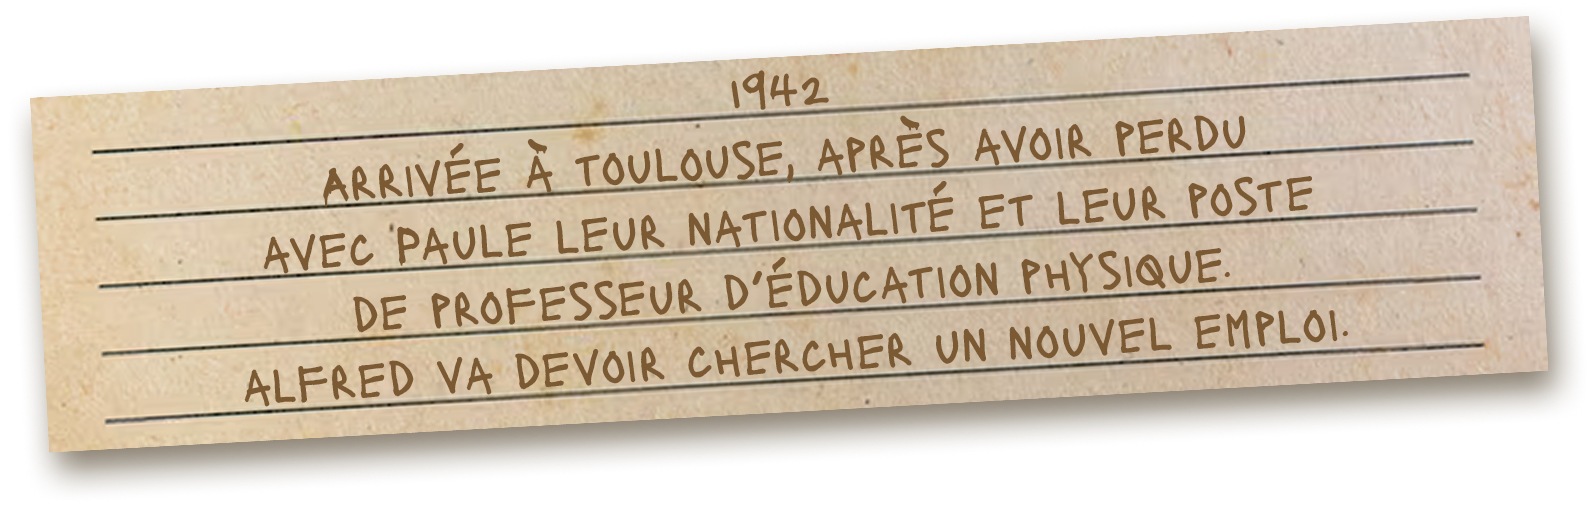 1942
ARRIVÉE À TOULOUSE, APRÈS AVOIR PERDU
AVEC PAULE LEUR NATIONALITÉ ET LEUR POSTE
DE PROFESSEUR D'ÉDUCATION PHYSIQUE.
ALFRED VA DEVOIR CHERCHER UN NOUVEL EMPLOI.